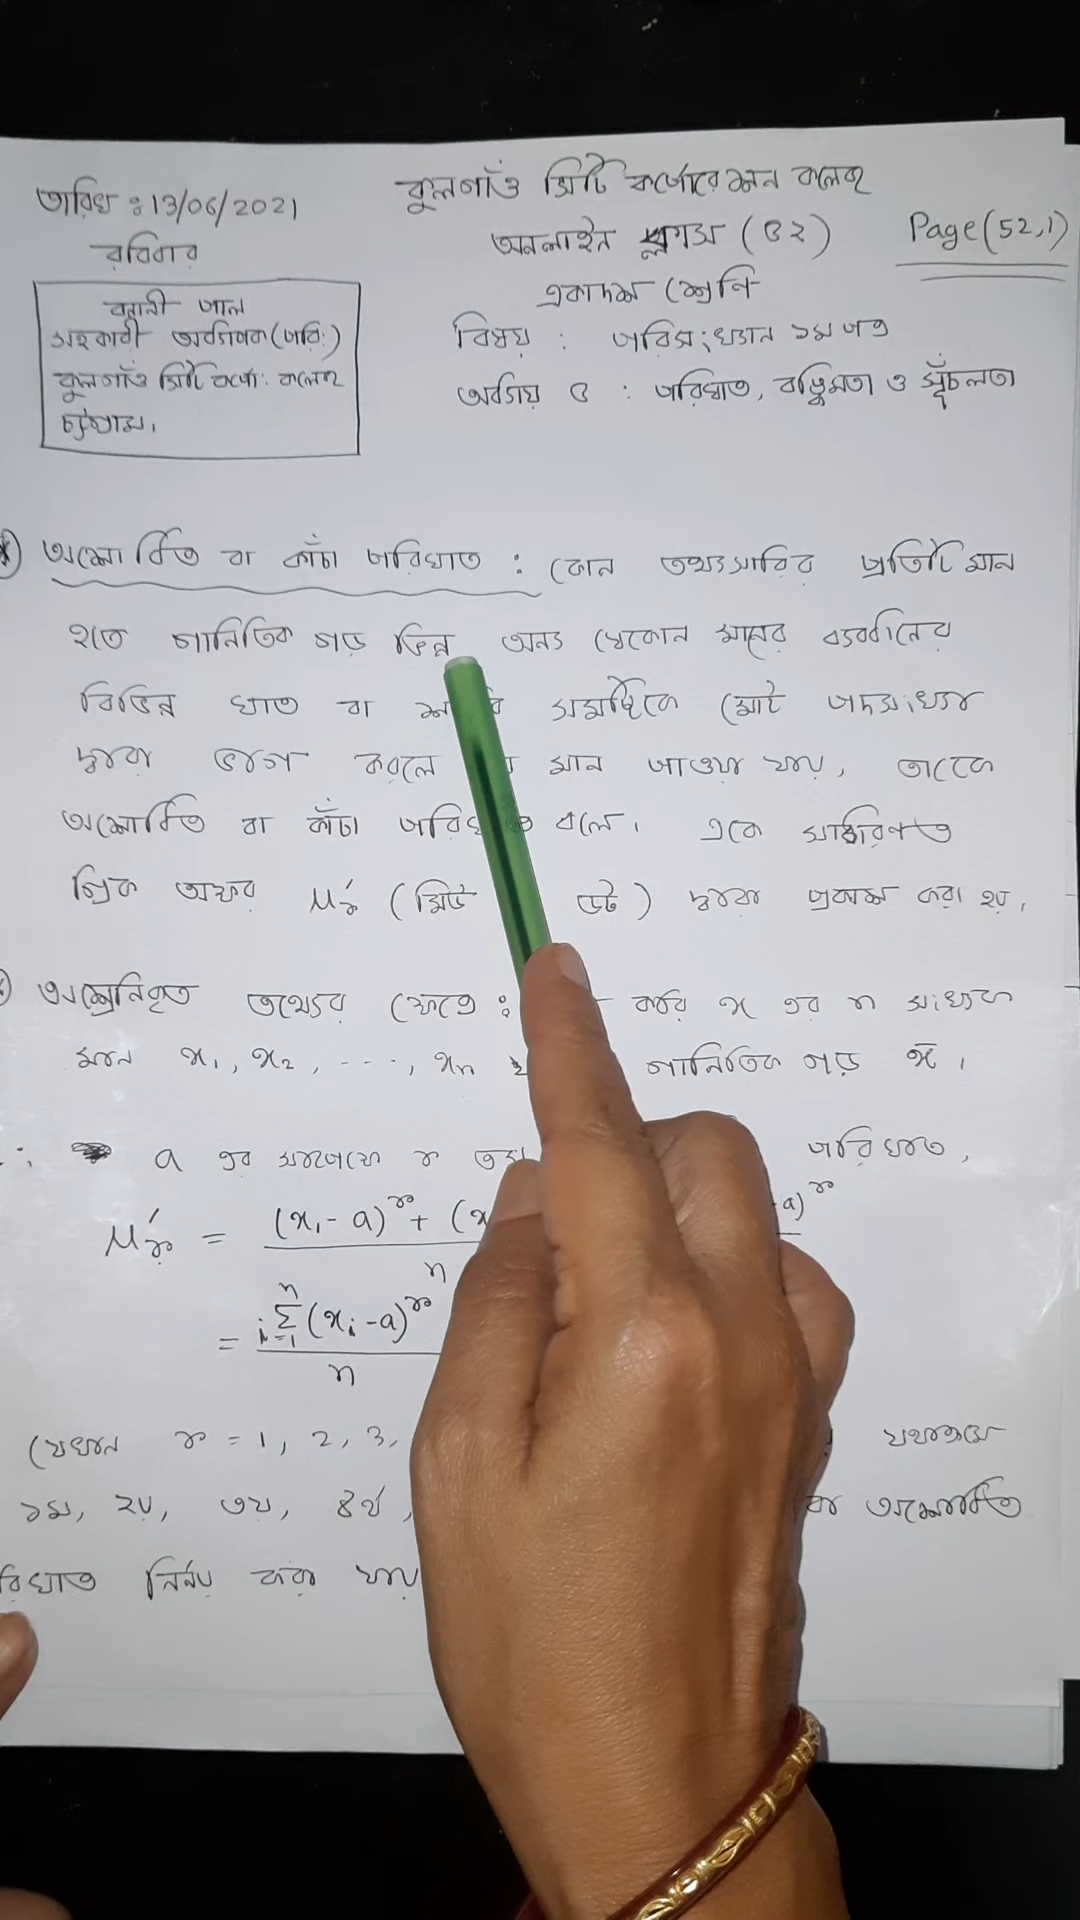 তারিখ : 13/06/2021
রবিবার
কুলগাঁও সিটি কর্পোরেশন কলেজ
অনলাইন ক্লাস (৫২)
Page (52,1)
একাদশ শ্রেণি
বিষয় : পরিসংখ্যান ১ম পত্র
অধ্যায় ৫ : পরিঘাত, বঙ্কিমতা ও সূঁচলতা
পাল
সহকারী অধ্যাপক (পরি:)
কুলগাঁও সিটি কর্পো: কলেজ
চট্টগ্রাম।
অশোধিত বা কাঁচা পরিঘাত : কোন তথ্যসারির প্রতিটি মান
হতে গানিতিক গড় ভিন্ন অন্য যেকোন মানের ব্যবধানের
বিভিন্ন ঘাত বা সমষ্টিকে মোট পদসংখ্যা
দ্বারা ভাগ করলে মান পাওয়া যায়, তাকে
অশোধিত বা কাঁচা পরিঘাত বলে। একে সাধারণত
গ্রিক অক্ষর μ'ᵣ (মিউ ডট) দ্বারা প্রকাশ করা হয়।
অশ্রেনিকৃত তথ্যের ক্ষেত্রে : করি x এর n সংখ্যক
মান x₁, x₂, ----, xₙ গানিতিক গড় x̄ ।
∴ a এর সাপেক্ষে r তম পরিঘাত,
μ'ᵣ = (x₁ - a)ʳ + (x - a)ʳ / n
= ⁿΣᵢ₌₁ (xᵢ - a)ʳ / n
(যেখানে r = 1, 2, 3, যথাক্রমে
১ম, ২য়, ৩য়, ৪র্থ, অশোধিত
রিঘাত নির্নয় করা যায়